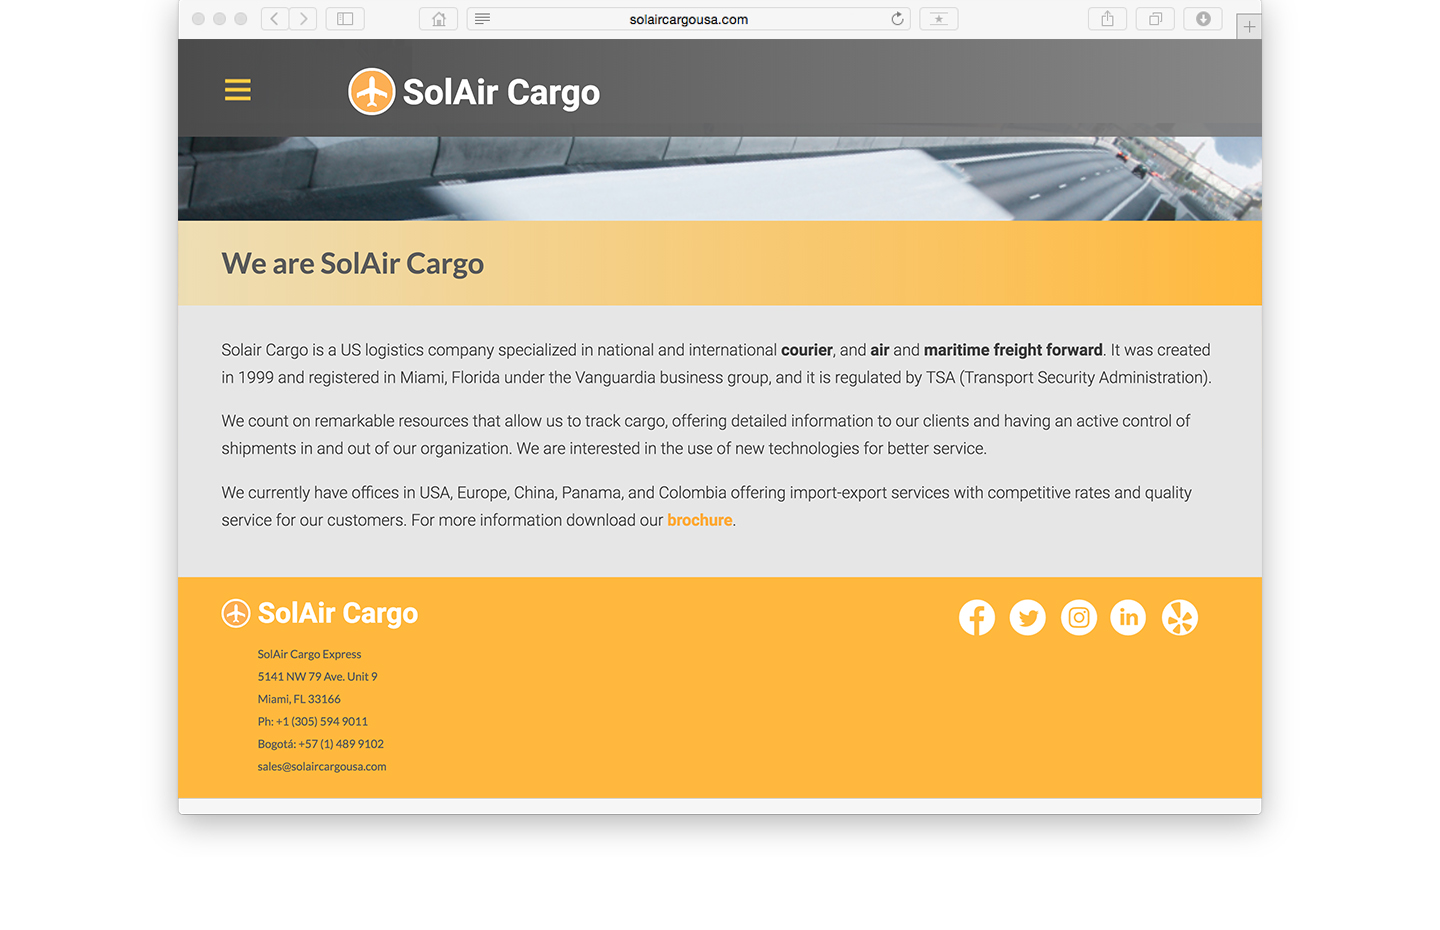 solaircargousa.com
SolAir Cargo
We are SolAir Cargo
Solair Cargo is a US logistics company specialized in national and international courier, and air and maritime freight forward. It was created
in 1999 and registered in Miami, Florida under the Vanguardia business group, and it is regulated by TSA (Transport Security Administration).
We count on remarkable resources that allow us to track cargo, offering detailed information to our clients and having an active control of
shipments in and out of our organization. We are interested in the use of new technologies for better service.
We currently have offices in USA, Europe, China, Panama, and Colombia offering import-export services with competitive rates and quality
service for our customers. For more information download our brochure.
SolAir Cargo
SolAir Cargo Express
5141 NW 79 Ave. Unit 9
Miami, FL 33166
Ph: +1 (305) 594 9011
Bogotá: +57 (1) 489 9102
sales@solaircargousa.com